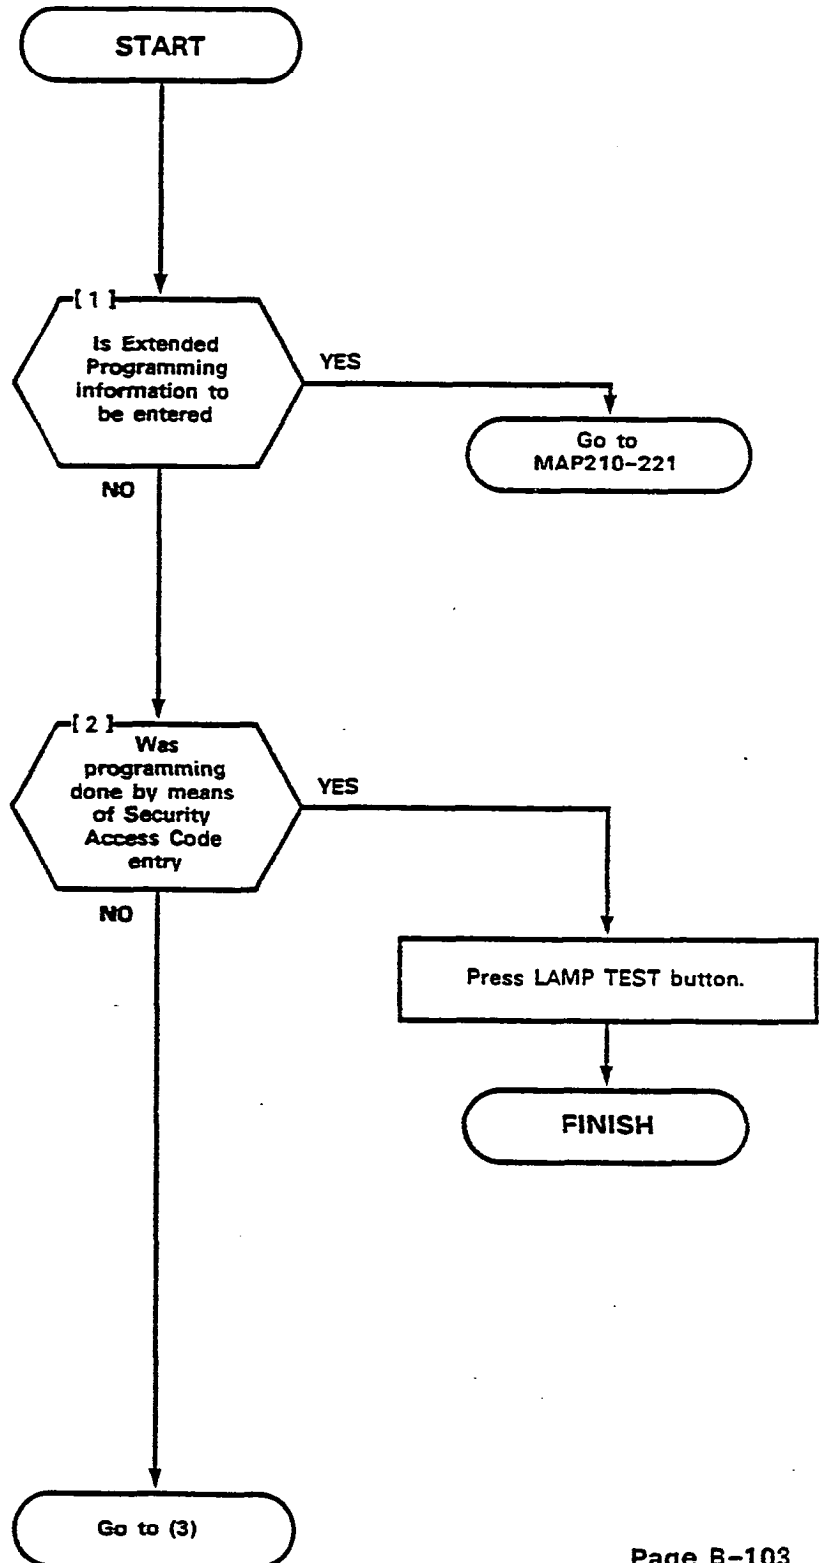 START
[ 1 ]
Is Extended
Programming
information to
be entered
YES
Go to
MAP210-221
NO
[ 2 ]
Was
programming
done by means
of Security
Access Code
entry
YES
NO
Press LAMP TEST button.
FINISH
Go to (3)
Page B-103